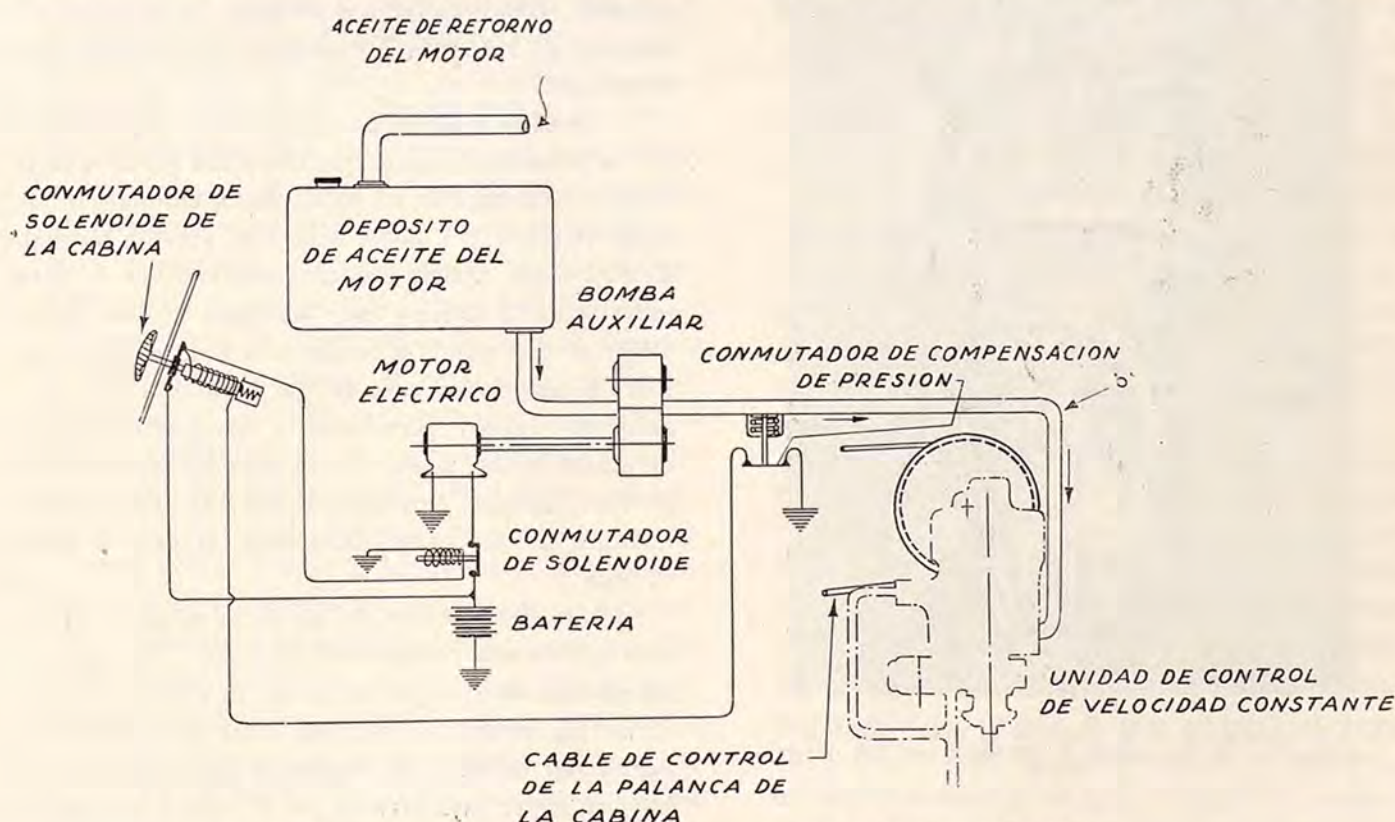 ACEITE DE RETORNO
DEL MOTOR
CONMUTADOR DE
SOLENOIDE DE
LA CABINA
DEPOSITO
DE ACEITE DEL
MOTOR
BOMBA
AUXILIAR
MOTOR
ELECTRICO
CONMUTADOR DE COMPENSACION
DE PRESION
CONMUTADOR
DE SOLENOIDE
BATERIA
UNIDAD DE CONTROL
DE VELOCIDAD CONSTANTE
CABLE DE CONTROL
DE LA PALANCA DE
LA CABINA